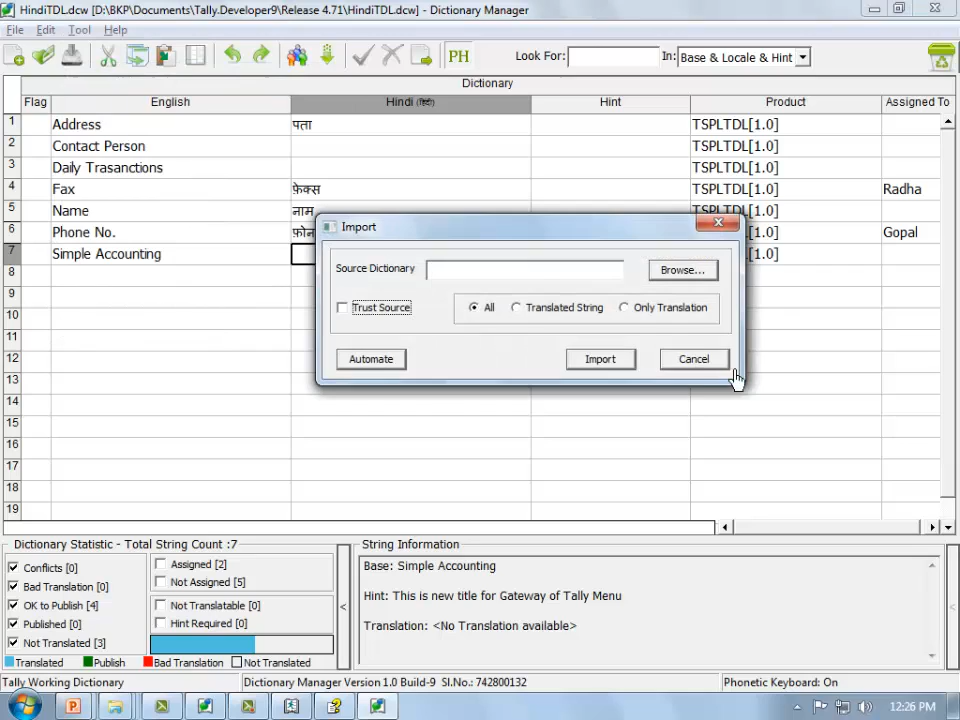 HindiTDL.dcw [D:\BKP\Documents\Tally.Developer9\Release 4.71\HindiTDL.dcw] - Dictionary Manager
File Edit Tool Help
PH Look For: In: Base & Locale & Hint
Dictionary
Flag English Hindi (हिंदी) Hint Product Assigned To
1 Address पता TSPLTDL[1.0]
2 Contact Person TSPLTDL[1.0]
3 Daily Trasanctions TSPLTDL[1.0]
4 Fax फ़ेक्स TSPLTDL[1.0] Radha
5 Name नाम TSPLTDL[1.0]
6 Phone No. फ़ोन [1.0] Gopal
7 Simple Accounting [1.0]
8
9
10
11
12
13
14
15
16
17
18
19
Import
Source Dictionary Browse...
Trust Source All Translated String Only Translation
Automate Import Cancel
Dictionary Statistic - Total String Count :7
Conflicts [0]
Bad Translation [0]
OK to Publish [4]
Published [0]
Not Translated [3]
Assigned [2]
Not Assigned [5]
Not Translatable [0]
Hint Required [0]
Translated Publish Bad Translation Not Translated
String Information
Base: Simple Accounting
Hint: This is new title for Gateway of Tally Menu
Translation: <No Translation available>
Tally Working Dictionary Dictionary Manager Version 1.0 Build-9 Sl.No.: 742800132 Phonetic Keyboard: On
12:26 PM